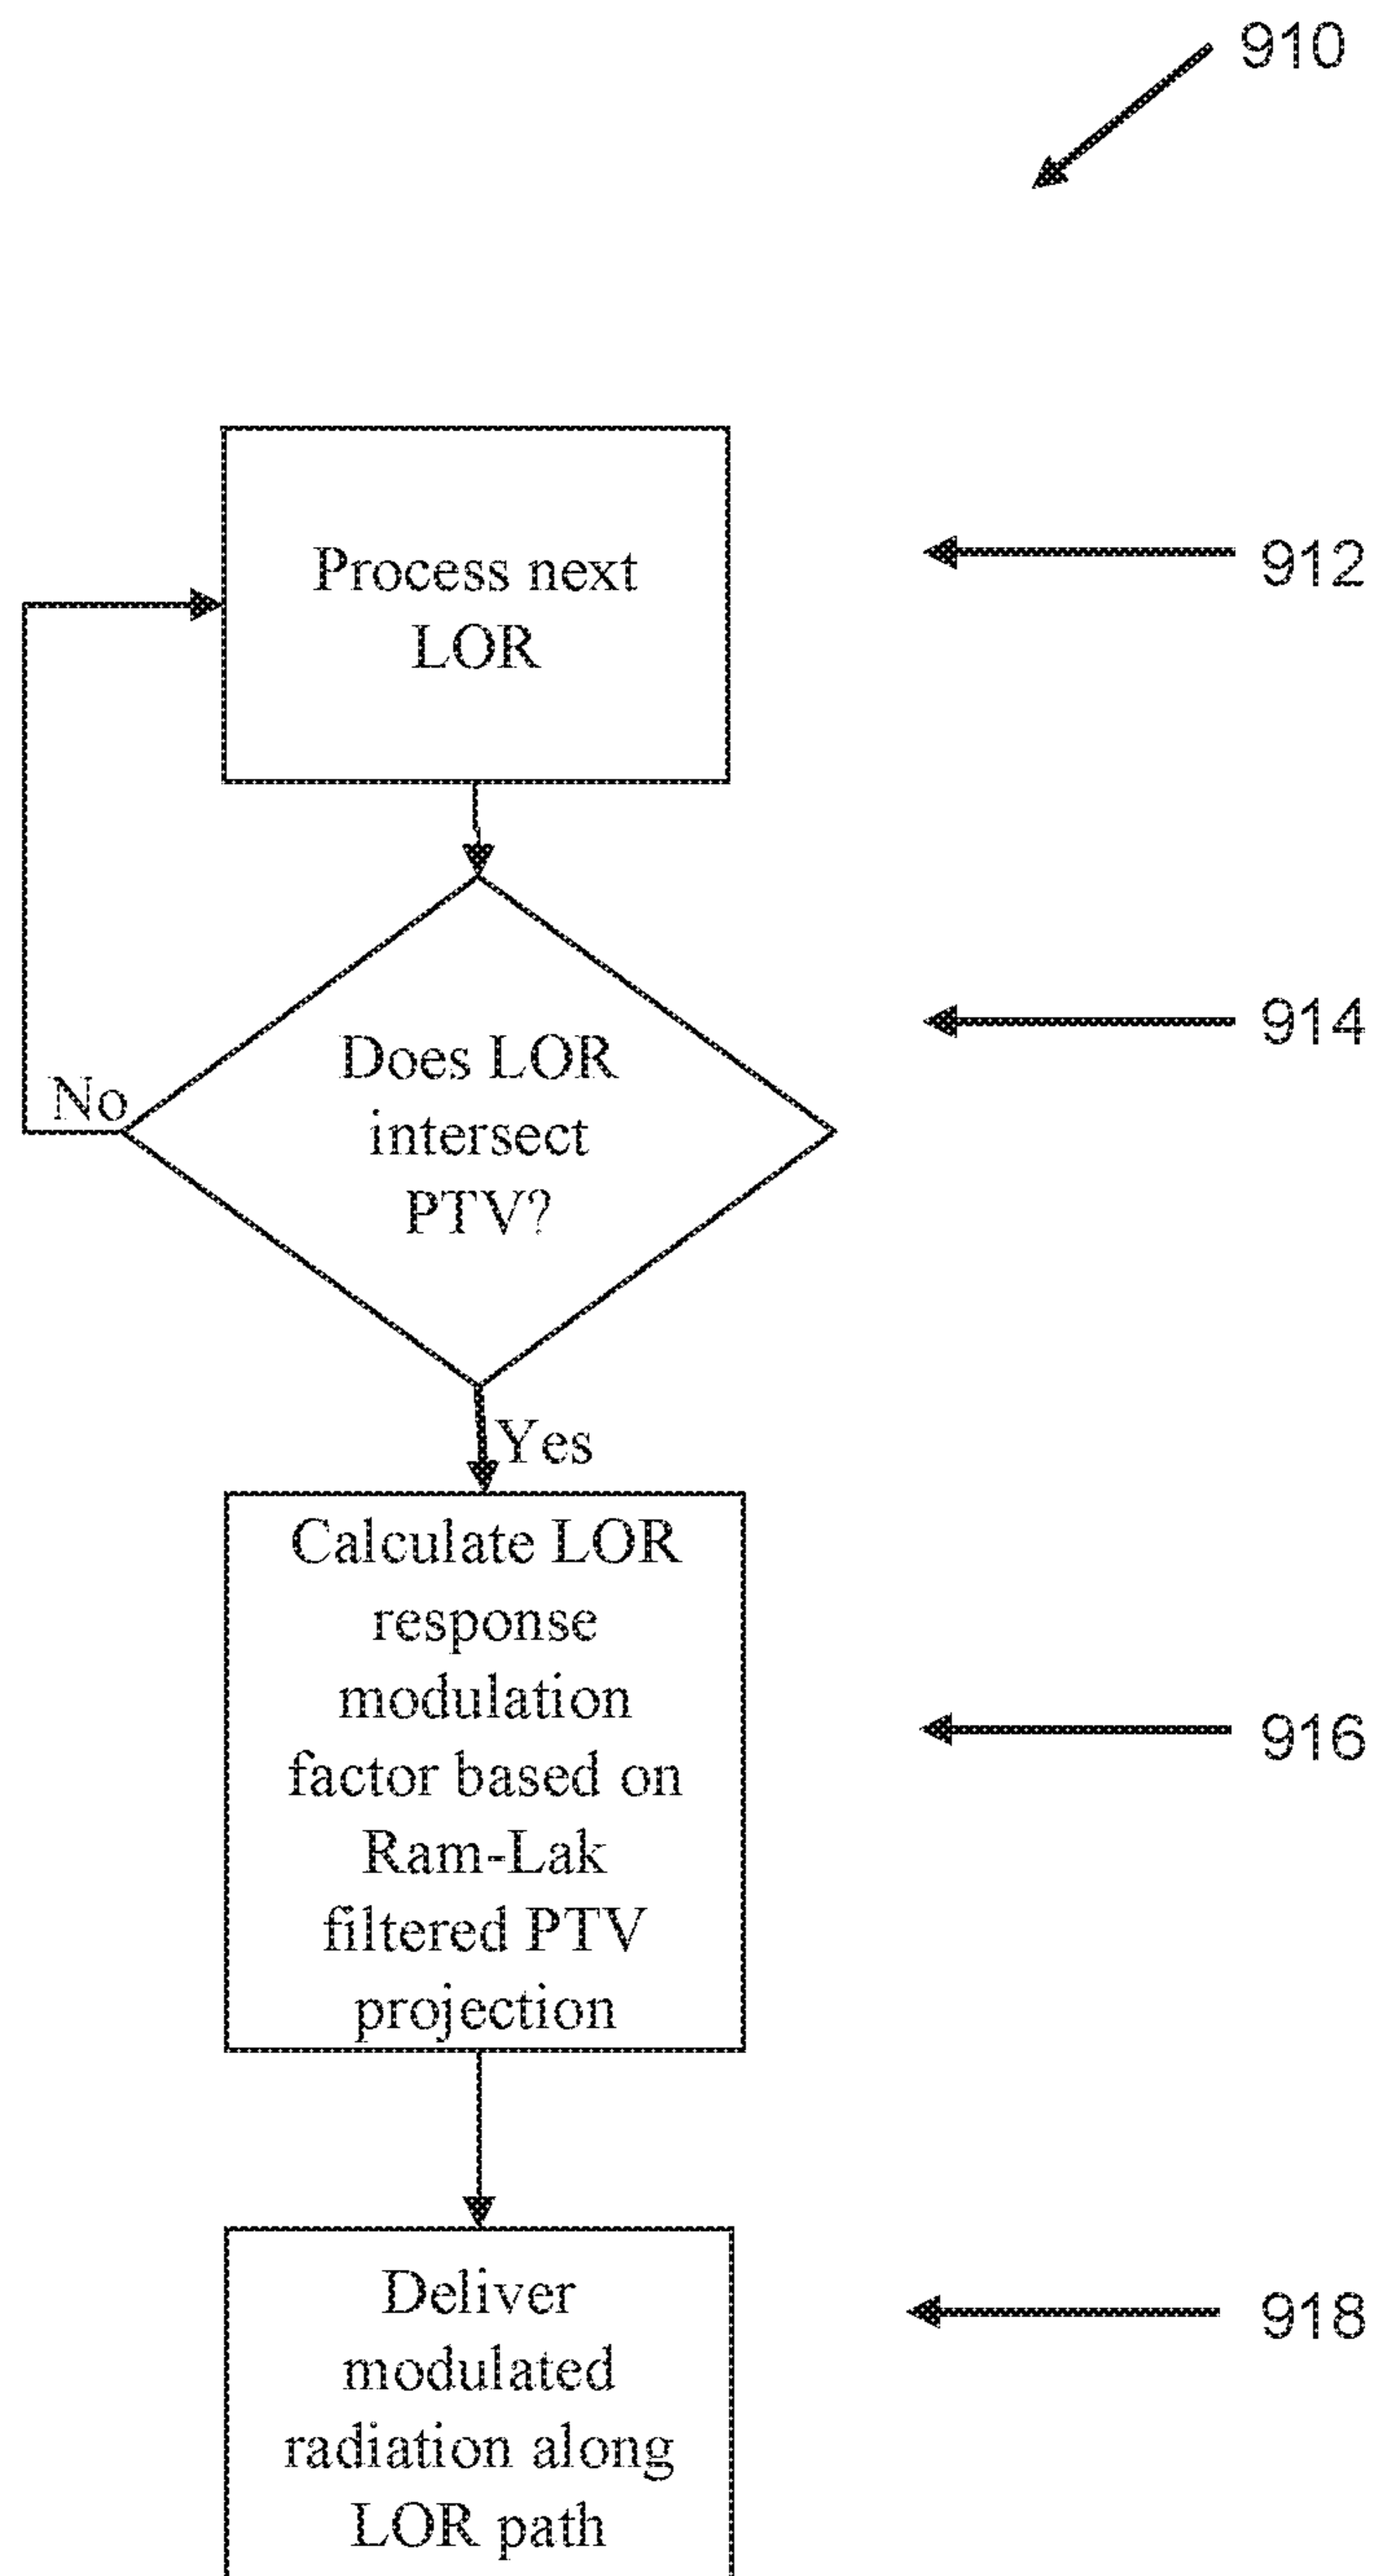 910
Process next
LOR
912
Does LOR
intersect
PTV?
914
No
Yes
Calculate LOR
response
modulation
factor based on
Ram-Lak
filtered PTV
projection
916
Deliver
modulated
radiation along
LOR path
918